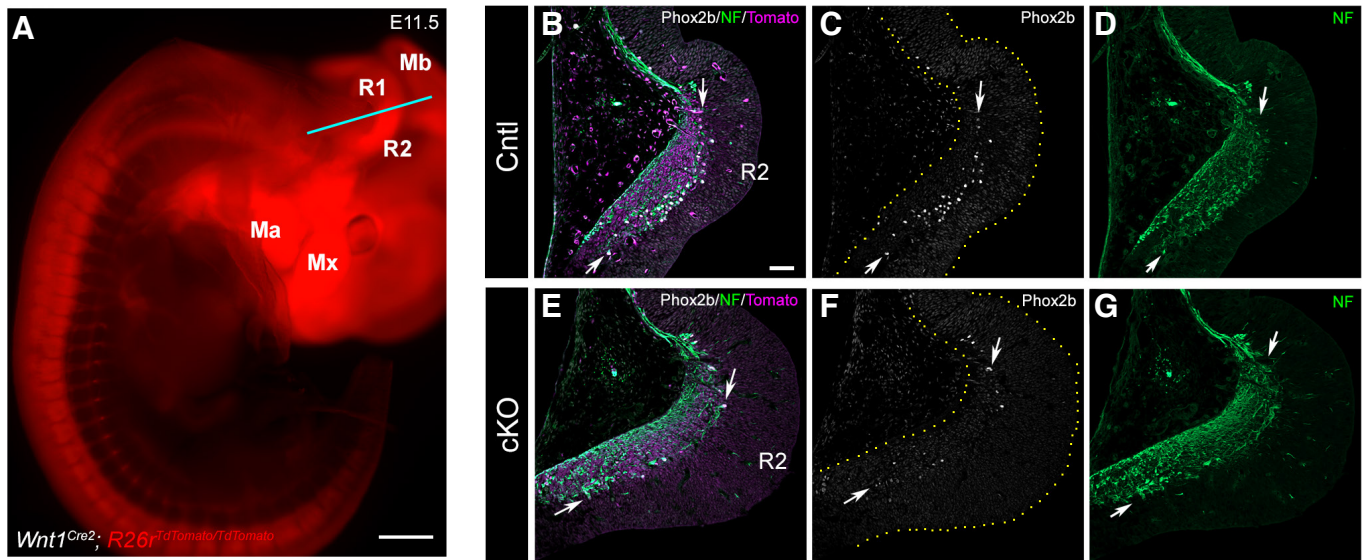 A
E11.5
Mb
R1
R2
Ma
Mx
Wnt1Cre2; R26rTdTomato/TdTomato
Cntl
B
Phox2b/NF/Tomato
R2
C
Phox2b
D
NF
cKO
E
Phox2b/NF/Tomato
R2
F
Phox2b
G
NF